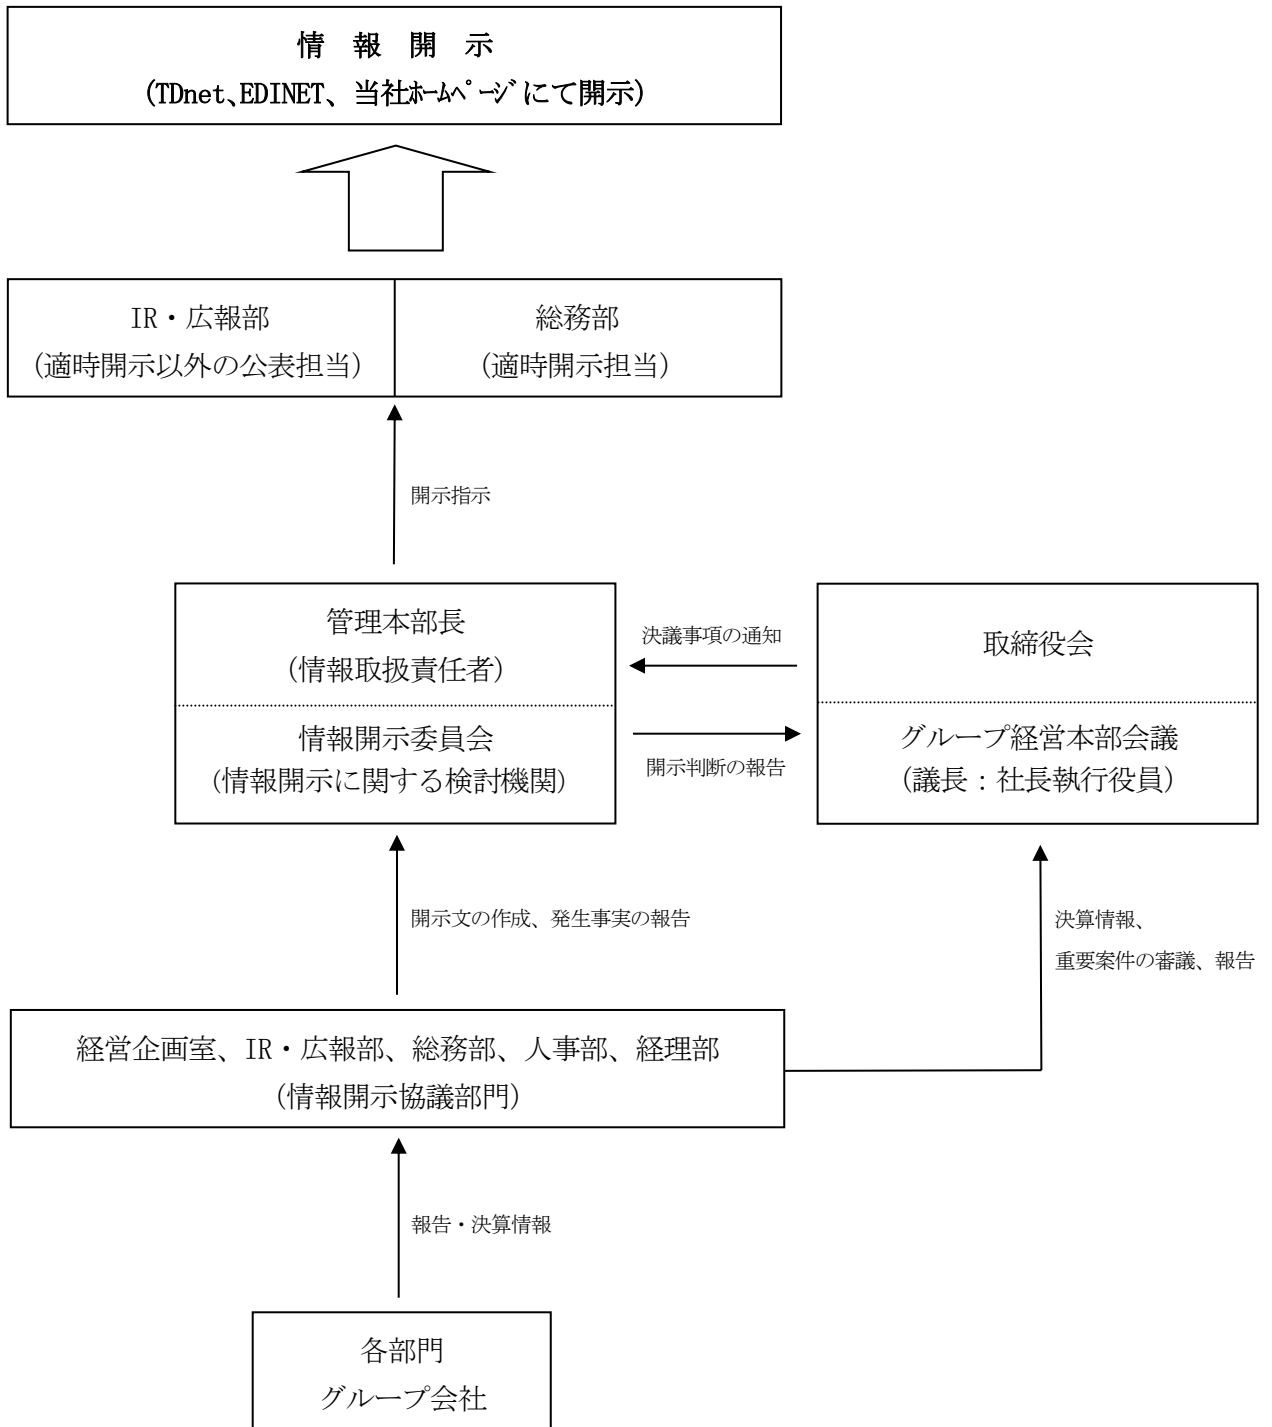 情 報 開 示
(TDnet、EDINET、当社ﾎｰﾑﾍﾟｰｼﾞにて開示)
IR・広報部
(適時開示以外の公表担当)
総務部
(適時開示担当)
開示指示
管理本部長
(情報取扱責任者)
情報開示委員会
(情報開示に関する検討機関)
決議事項の通知
開示判断の報告
取締役会
グループ経営本部会議
(議長:社長執行役員)
開示文の作成、発生事実の報告
決算情報、
重要案件の審議、報告
経営企画室、IR・広報部、総務部、人事部、経理部
(情報開示協議部門)
報告・決算情報
各部門
グループ会社